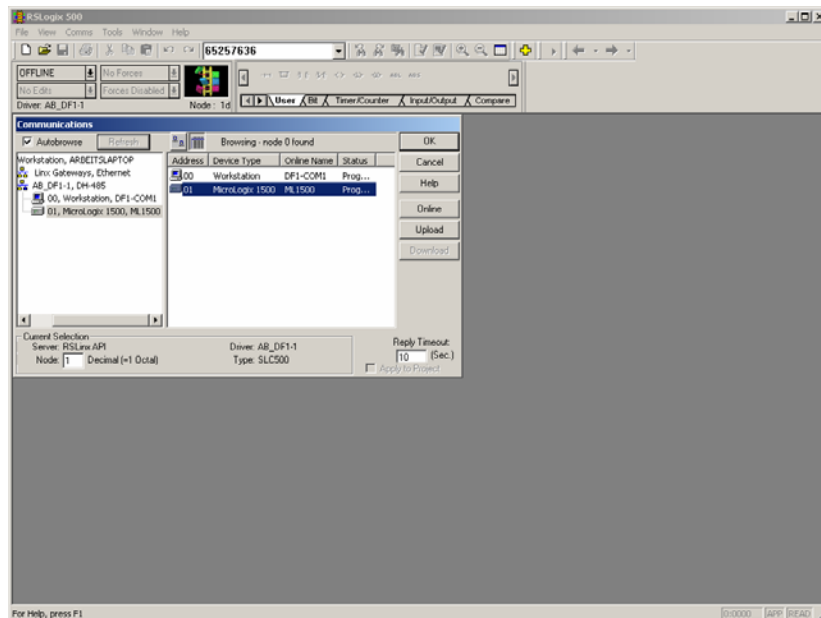 RSLogix 500
File View Comms Tools Window Help
65257636
OFFLINE No Forces
No Edits Forces Disabled
Driver: AB_DF1-1 Node : 1d
User Bit Timer/Counter Input/Output Compare
Communications
Autobrowse Refresh Browsing - node 0 found OK
Workstation, ARBEITSLAPTOP Address Device Type Online Name Status Cancel
Linx Gateways, Ethernet 00 Workstation DF1-COM1 Prog...
AB_DF1-1, DH-485 01 MicroLogix 1500 ML1500 Prog... Help
00, Workstation, DF1-COM1
01, MicroLogix 1500, ML1500 Online
Upload
Download
Current Selection
Server: RSLinx API Driver: AB_DF1-1 Reply Timeout:
Node: 1 Decimal (=1 Octal) Type: SLC500 10 (Sec.)
Apply to Project
For Help, press F1 0:0000 APP READ